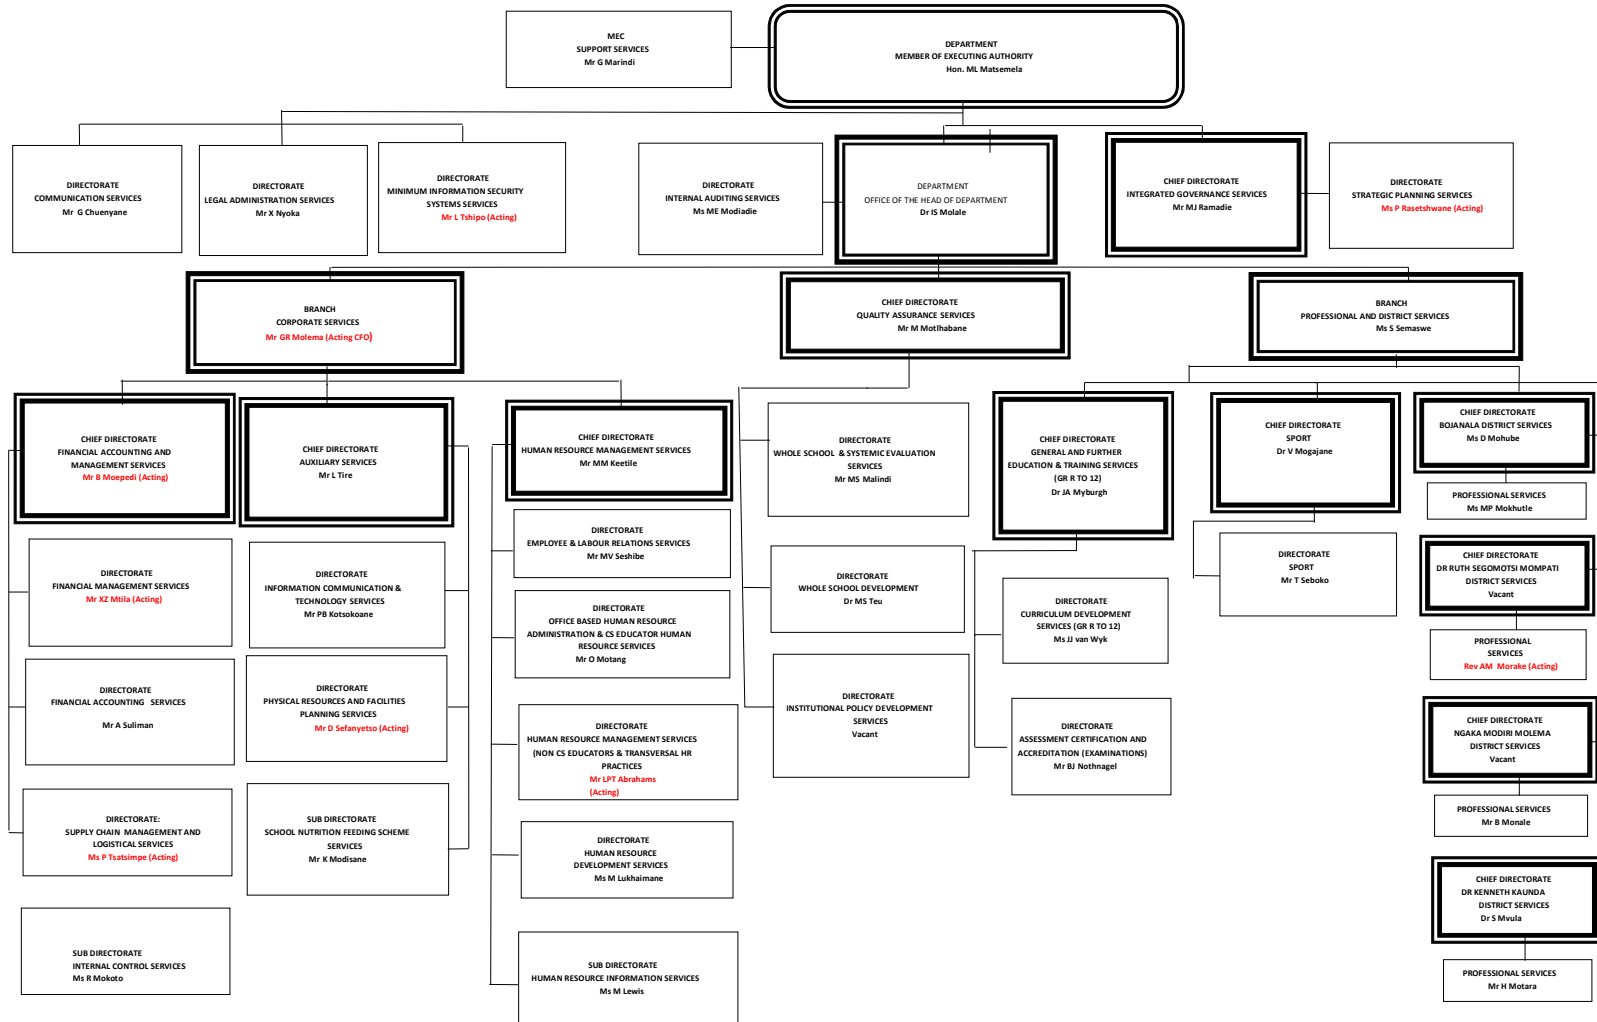 MEC
SUPPORT SERVICES
Mr G Marindi
DEPARTMENT
MEMBER OF EXECUTING AUTHORITY
Hon. ML Matsemela
DIRECTORATE
COMMUNICATION SERVICES
Mr G Chuenyane
DIRECTORATE
LEGAL ADMINISTRATION SERVICES
Mr X Nyoka
DIRECTORATE
MINIMUM INFORMATION SECURITY
SYSTEMS SERVICES
Mr L Tshipo (Acting)
DIRECTORATE
INTERNAL AUDITING SERVICES
Ms ME Modiadie
DEPARTMENT
OFFICE OF THE HEAD OF DEPARTMENT
Dr IS Molale
CHIEF DIRECTORATE
INTEGRATED GOVERNANCE SERVICES
Mr MJ Ramadie
DIRECTORATE
STRATEGIC PLANNING SERVICES
Ms P Rasetshwane (Acting)
BRANCH
CORPORATE SERVICES
Mr GR Molema (Acting CFO)
CHIEF DIRECTORATE
QUALITY ASSURANCE SERVICES
Mr M Motlhabane
BRANCH
PROFESSIONAL AND DISTRICT SERVICES
Ms S Semaswe
CHIEF DIRECTORATE
FINANCIAL ACCOUNTING AND
MANAGEMENT SERVICES
Mr B Moepedi (Acting)
DIRECTORATE
FINANCIAL MANAGEMENT SERVICES
Mr XZ Mtila (Acting)
DIRECTORATE
FINANCIAL ACCOUNTING SERVICES
Mr A Suliman
DIRECTORATE:
SUPPLY CHAIN MANAGEMENT AND
LOGISTICAL SERVICES
Ms P Tsatsimpe (Acting)
SUB DIRECTORATE
INTERNAL CONTROL SERVICES
Ms R Mokoto
CHIEF DIRECTORATE
AUXILIARY SERVICES
Mr L Tire
DIRECTORATE
INFORMATION COMMUNICATION &
TECHNOLOGY SERVICES
Mr PB Kotsokoane
DIRECTORATE
PHYSICAL RESOURCES AND FACILITIES
PLANNING SERVICES
Mr D Sefanyetso (Acting)
SUB DIRECTORATE
SCHOOL NUTRITION FEEDING SCHEME
SERVICES
Mr K Modisane
CHIEF DIRECTORATE
HUMAN RESOURCE MANAGEMENT SERVICES
Mr MM Keetile
DIRECTORATE
EMPLOYEE & LABOUR RELATIONS SERVICES
Mr MV Seshibe
DIRECTORATE
OFFICE BASED HUMAN RESOURCE
ADMINISTRATION & CS EDUCATOR HUMAN
RESOURCE SERVICES
Mr O Motang
DIRECTORATE
HUMAN RESOURCE MANAGEMENT SERVICES
(NON CS EDUCATORS & TRANSVERSAL HR
PRACTICES
Mr LPT Abrahams
(Acting)
DIRECTORATE
HUMAN RESOURCE
DEVELOPMENT SERVICES
Ms M Lukhaimane
SUB DIRECTORATE
HUMAN RESOURCE INFORMATION SERVICES
Ms M Lewis
DIRECTORATE
WHOLE SCHOOL & SYSTEMIC EVALUATION
SERVICES
Mr MS Malindi
DIRECTORATE
WHOLE SCHOOL DEVELOPMENT
Dr MS Teu
DIRECTORATE
INSTITUTIONAL POLICY DEVELOPMENT
SERVICES
Vacant
CHIEF DIRECTORATE
GENERAL AND FURTHER
EDUCATION & TRAINING SERVICES
(GR R TO 12)
Dr JA Myburgh
DIRECTORATE
CURRICULUM DEVELOPMENT
SERVICES (GR R TO 12)
Ms JJ van Wyk
DIRECTORATE
ASSESSMENT CERTIFICATION AND
ACCREDITATION (EXAMINATIONS)
Mr BJ Nothnagel
CHIEF DIRECTORATE
SPORT
Dr V Mogajane
DIRECTORATE
SPORT
Mr T Seboko
CHIEF DIRECTORATE
BOJANALA DISTRICT SERVICES
Ms D Mohube
PROFESSIONAL SERVICES
Ms MP Mokhutle
CHIEF DIRECTORATE
DR RUTH SEGOMOTSI MOMPATI
DISTRICT SERVICES
Vacant
PROFESSIONAL
SERVICES
Rev AM Morake (Acting)
CHIEF DIRECTORATE
NGAKA MODIRI MOLEMA
DISTRICT SERVICES
Vacant
PROFESSIONAL SERVICES
Mr B Monale
CHIEF DIRECTORATE
DR KENNETH KAUNDA
DISTRICT SERVICES
Dr S Mvula
PROFESSIONAL SERVICES
Mr H Motara